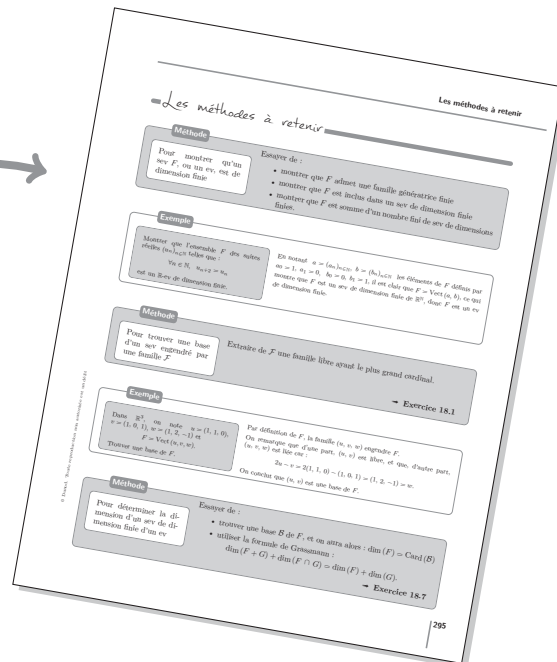 Les méthodes à retenir
Les méthodes à retenir
Méthode
Pour montrer qu'un
sev F, ou un ev, est de
dimension finie
Essayer de :
• montrer que F admet une famille génératrice finie
• montrer que F est inclus dans un sev de dimension finie
• montrer que F est somme d'un nombre fini de sev de dimensions
finies.
Exemple
Montrer que l'ensemble F des suites
réelles (uₙ)ₙ∈ℕ telles que :
∀n ∈ ℕ, uₙ₊₂ = uₙ
est un ℝ-ev de dimension finie.
En notant a = (aₙ)ₙ∈ℕ, b = (bₙ)ₙ∈ℕ les éléments de F définis par
a₀ = 1, a₁ = 0, b₀ = 0, b₁ = 1, il est clair que F = Vect (a, b), ce qui
montre que F est un sev de dimension finie de ℝ^ℕ, donc F est un ev
de dimension finie.
Méthode
Pour trouver une base
d'un sev engendré par
une famille 𝓕
Extraire de 𝓕 une famille libre ayant le plus grand cardinal.
→ Exercice 18.1
Exemple
Dans ℝ³, on note u = (1, 1, 0),
v = (1, 0, 1), w = (1, 2, −1) et
F = Vect (u, v, w).
Trouver une base de F.
Par définition de F, la famille (u, v, w) engendre F.
On remarque que d'une part, (u, v) est libre, et que, d'autre part,
(u, v, w) est liée car :
2u − v = 2(1, 1, 0) − (1, 0, 1) = (1, 2, −1) = w.
On conclut que (u, v) est une base de F.
Méthode
Pour déterminer la di-
mension d'un sev de di-
mension finie d'un ev
Essayer de :
• trouver une base 𝓑 de F, et on aura alors : dim (F) = Card (𝓑)
• utiliser la formule de Grassmann :
dim (F + G) + dim (F ∩ G) = dim (F) + dim (G).
→ Exercice 18-7
295